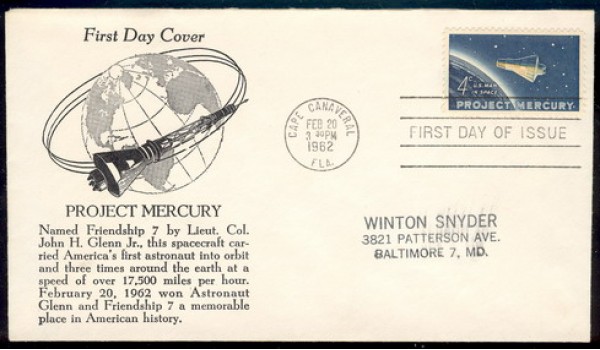 First Day Cover
PROJECT MERCURY
Named Friendship 7 by Lieut. Col.
John H. Glenn Jr., this spacecraft car-
ried America's first astronaut into orbit
and three times around the earth at a
speed of over 17,500 miles per hour.
February 20, 1962 won Astronaut
Glenn and Friendship 7 a memorable
place in American history.
CAPE CANAVERAL
FEB 20
3 30 PM
1962
FLA.
4c
U.S. MAN
IN SPACE
PROJECT MERCURY
FIRST DAY OF ISSUE
WINTON SNYDER
3821 PATTERSON AVE.
BALTIMORE 7, MD.